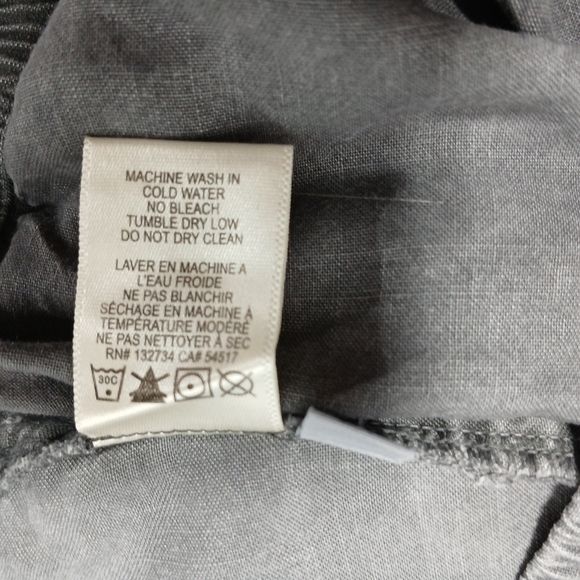 MACHINE WASH IN
COLD WATER
NO BLEACH
TUMBLE DRY LOW
DO NOT DRY CLEAN
LAVER EN MACHINE A
L'EAU FROIDE
NE PAS BLANCHIR
SÉCHAGE EN MACHINE A
TEMPÉRATURE MODÉRÉ
NE PAS NETTOYER À SEC
RN# 132734 CA# 54517
30C